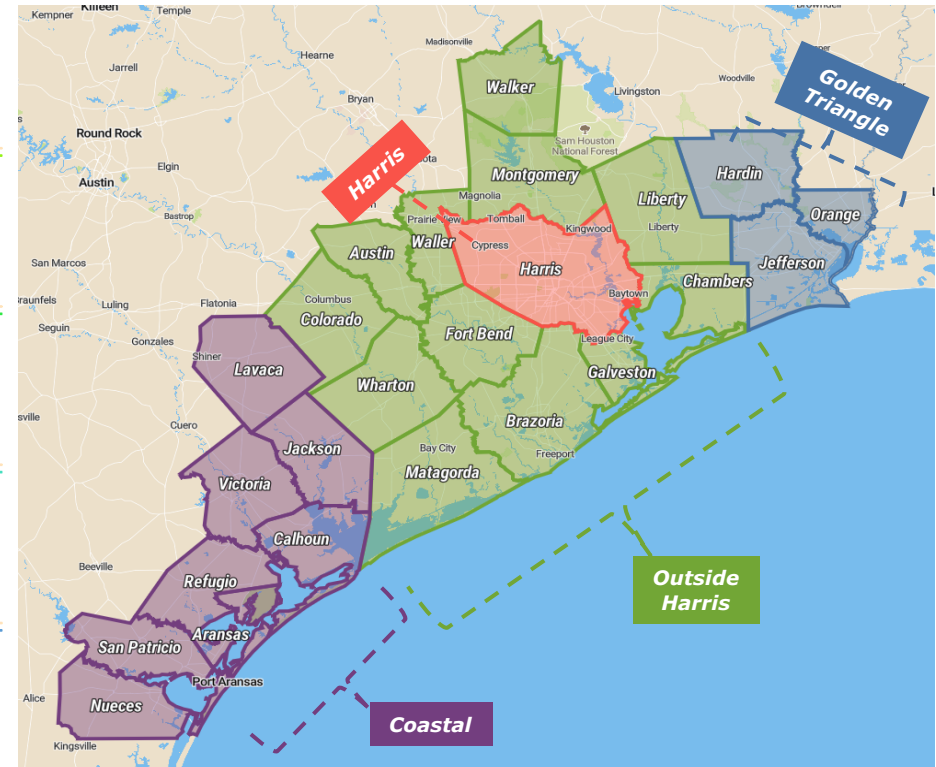 Killeen
Temple
Kempner
Browndell
Madisonville
Hearne
Jarrell
Walker
Woodville
Livingston
Golden
Triangle
Bryan
Round Rock
Sam Houston
National Forest
Harris
Elgin
Montgomery
Hardin
Austin
Magnolia
Liberty
Bastrop
Prairie View
Tomball
Orange
Kingwood
Liberty
Austin
Waller
Cypress
San Marcos
Harris
Jefferson
Chambers
Baytown
Columbus
Flatonia
Luling
Colorado
Seguin
Fort Bend
League City
Gonzales
Shiner
Lavaca
Galveston
Wharton
Brazoria
Cuero
Jackson
Bay City
Freeport
Matagorda
Victoria
Calhoun
Beeville
Refugio
Outside
Harris
Aransas
San Patricio
Port Aransas
Alice
Nueces
Coastal
Kingsville